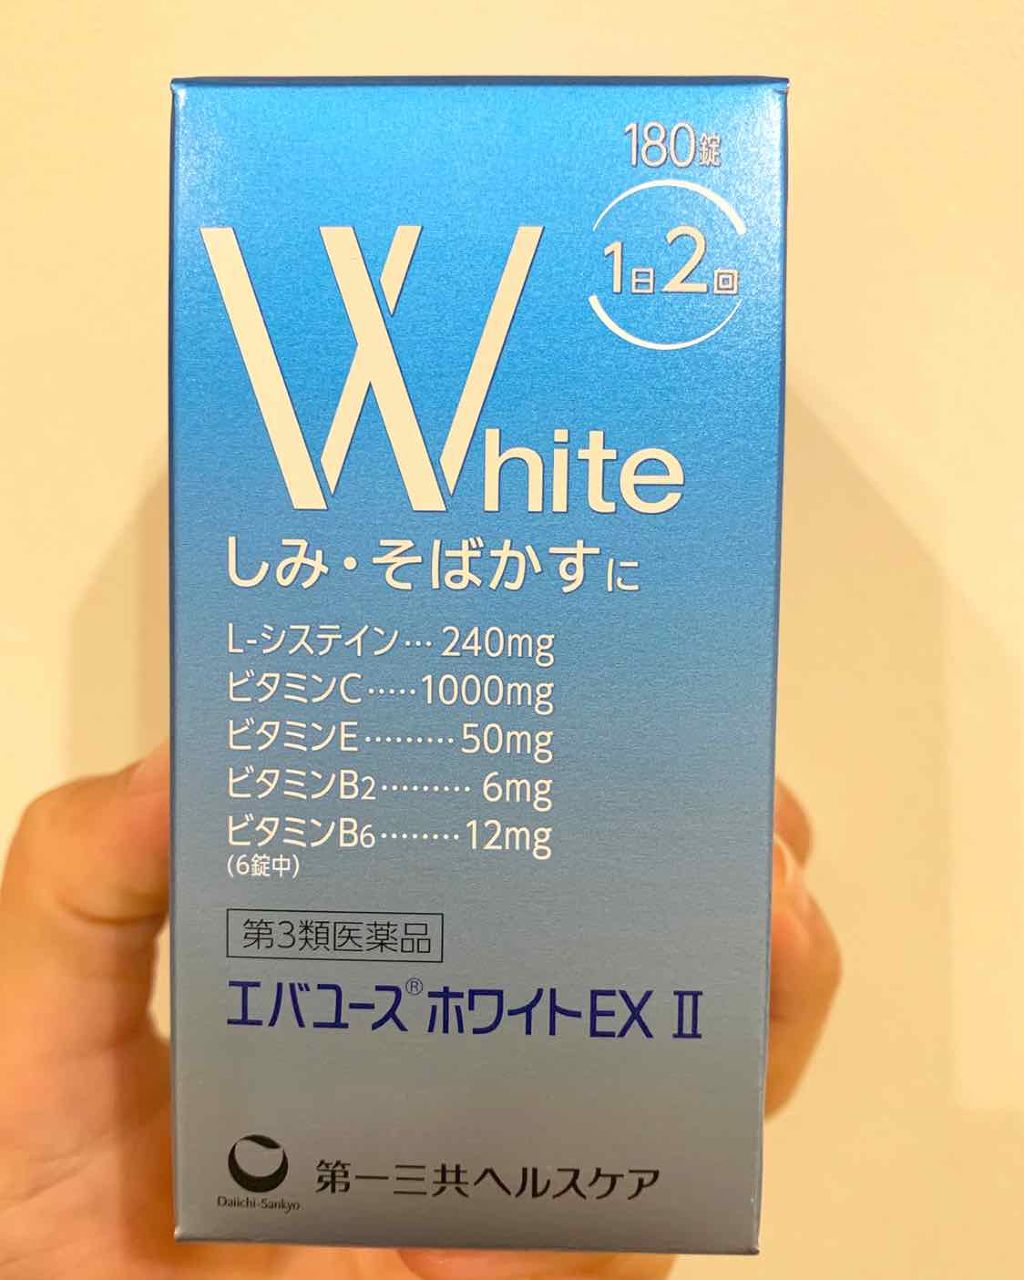 180錠
1日2回
White
しみ・そばかすに
L-システイン…240mg
ビタミンC……1000mg
ビタミンE………50mg
ビタミンB2………6mg
ビタミンB6………12mg
(6錠中)
第3類医薬品
エバユース®ホワイトEX II
第一三共ヘルスケア
Daiichi-Sankyo